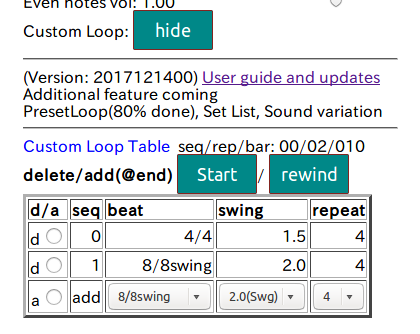 Even notes vol: 1.00
Custom Loop: hide
(Version: 2017121400) User guide and updates
Additional feature coming
PresetLoop(80% done), Set List, Sound variation
Custom Loop Table seq/rep/bar: 00/02/010
delete/add(@end) Start / rewind
d/a seq beat swing repeat
d 0 4/4 1.5 4
d 1 8/8swing 2.0 4
a add 8/8swing 2.0(Swg) 4